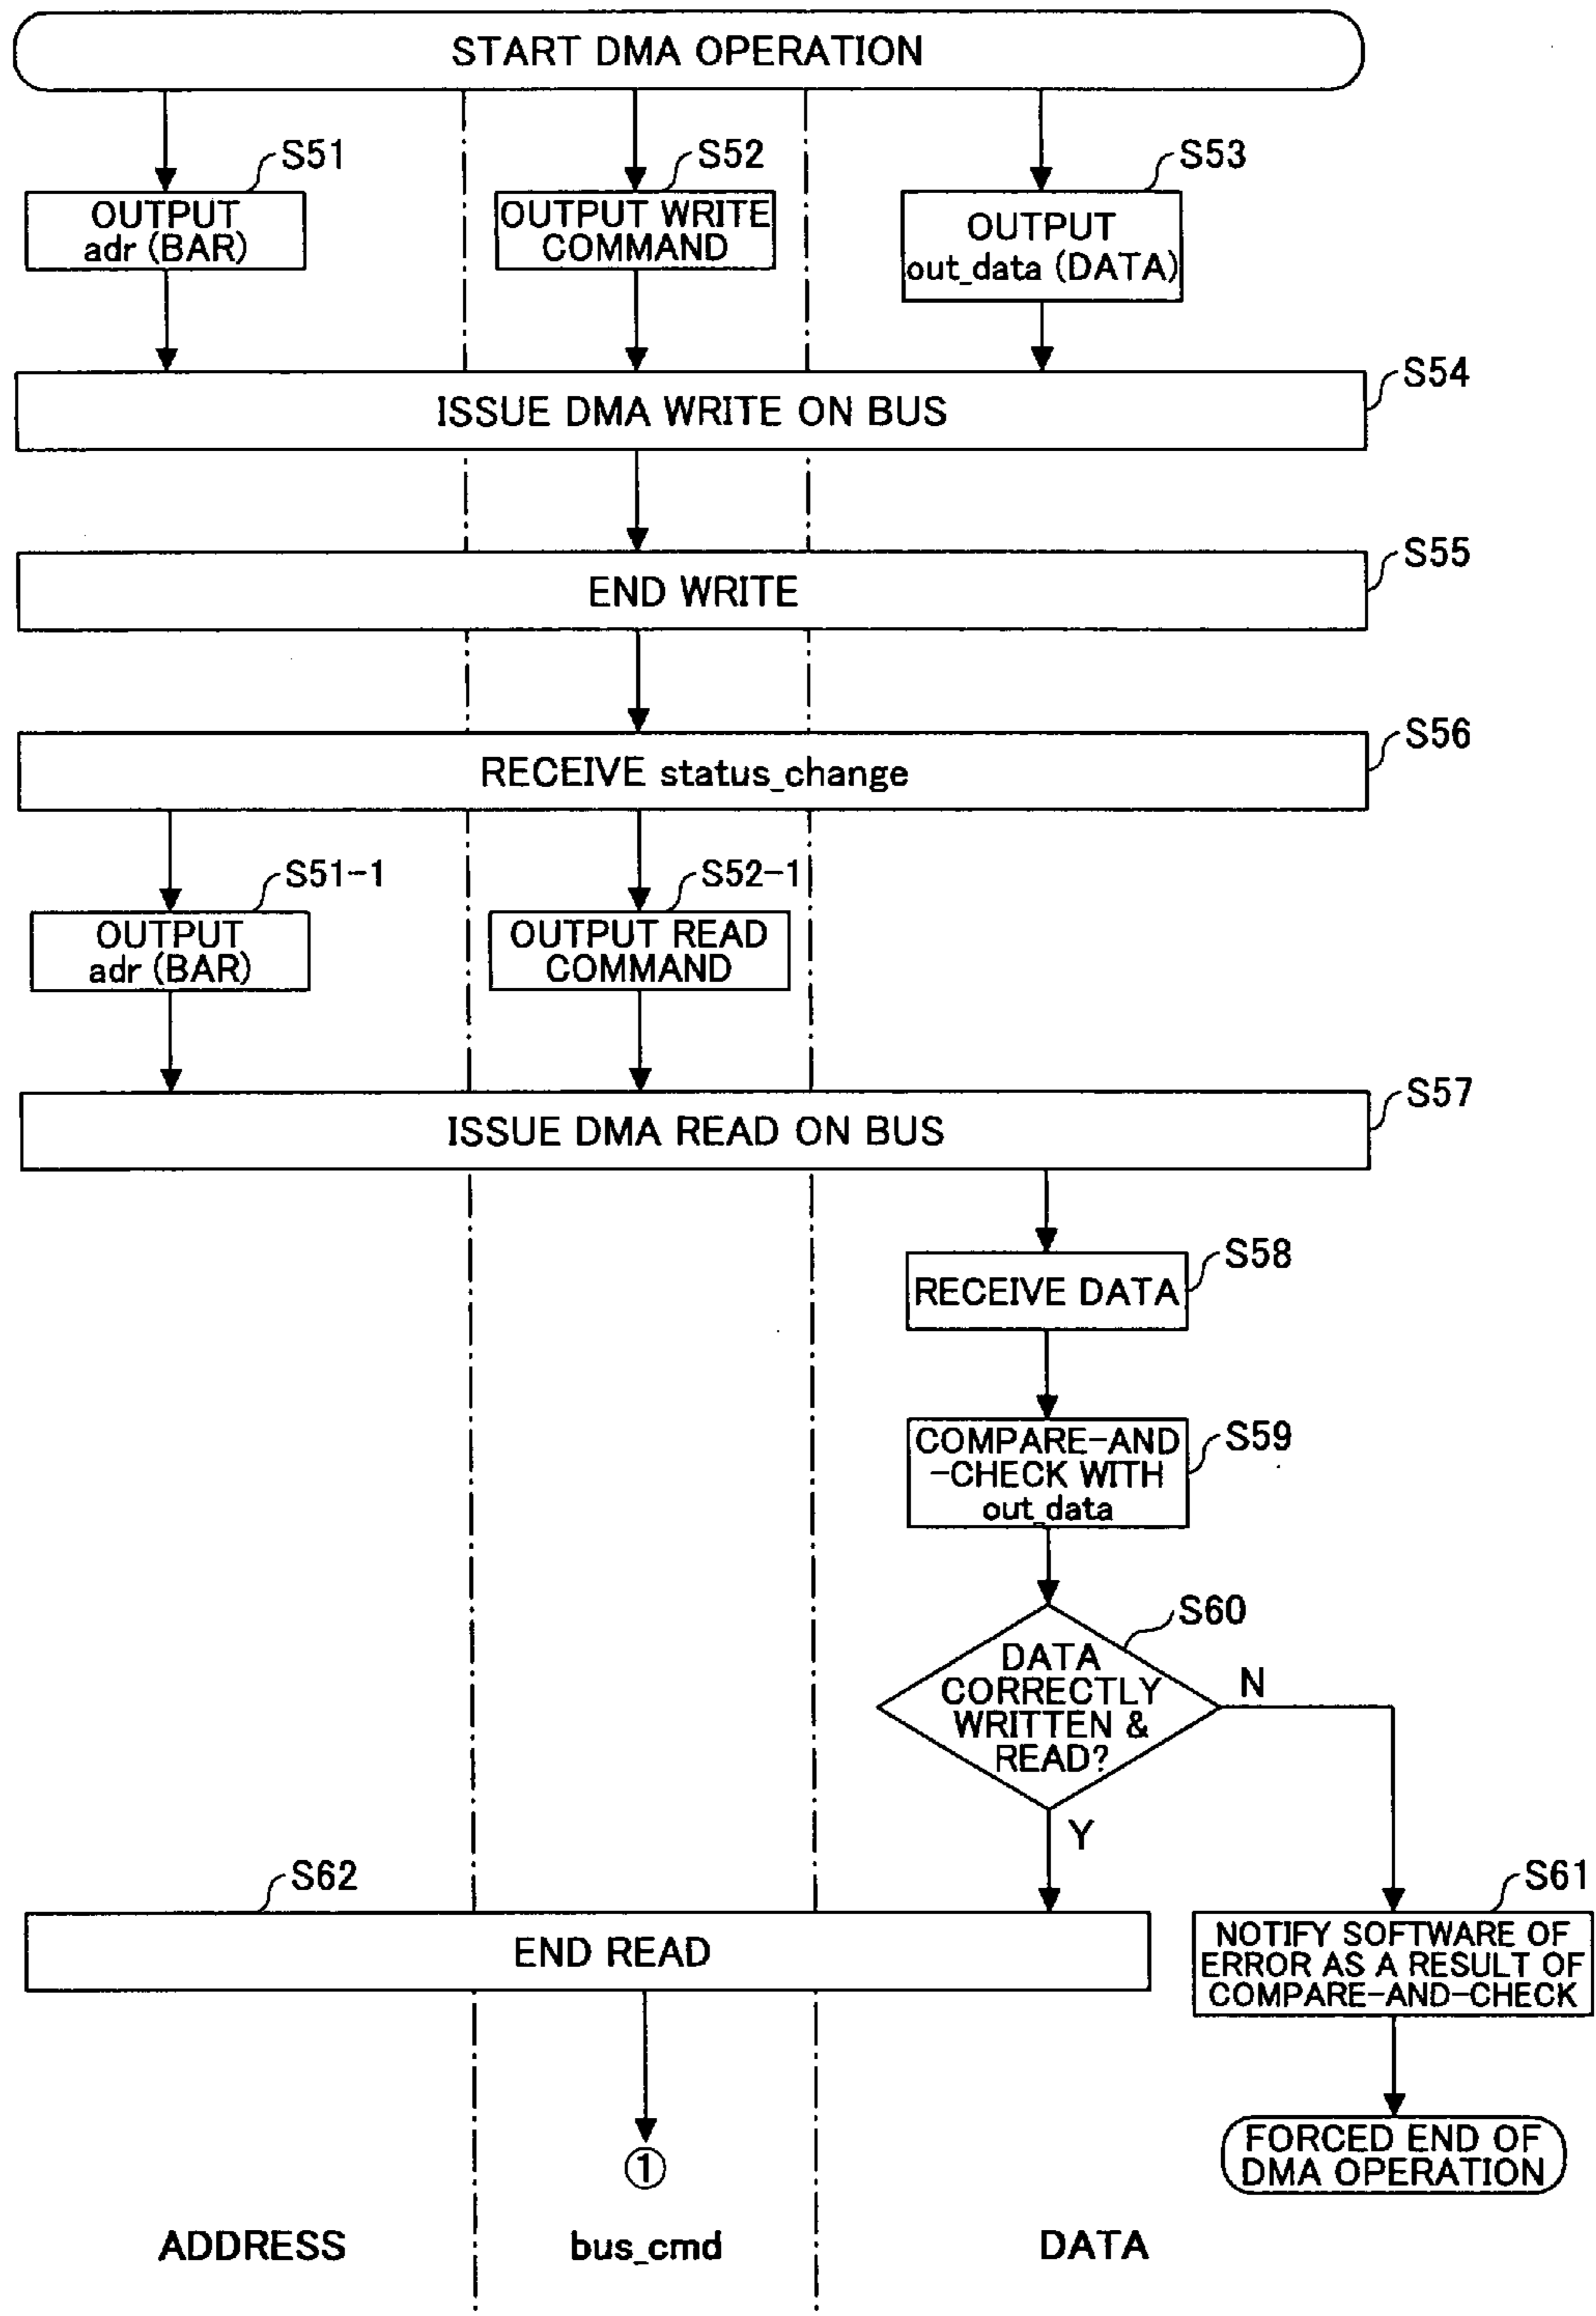 START DMA OPERATION
S51
S52
S53
OUTPUT
adr (BAR)
OUTPUT WRITE
COMMAND
OUTPUT
out_data (DATA)
S54
ISSUE DMA WRITE ON BUS
S55
END WRITE
S56
RECEIVE status_change
S51-1
S52-1
OUTPUT
adr (BAR)
OUTPUT READ
COMMAND
S57
ISSUE DMA READ ON BUS
S58
RECEIVE DATA
S59
COMPARE-AND
-CHECK WITH
out_data
S60
DATA
CORRECTLY
WRITTEN &
READ?
N
Y
S62
S61
END READ
NOTIFY SOFTWARE OF
ERROR AS A RESULT OF
COMPARE-AND-CHECK
①
FORCED END OF
DMA OPERATION
ADDRESS
bus_cmd
DATA